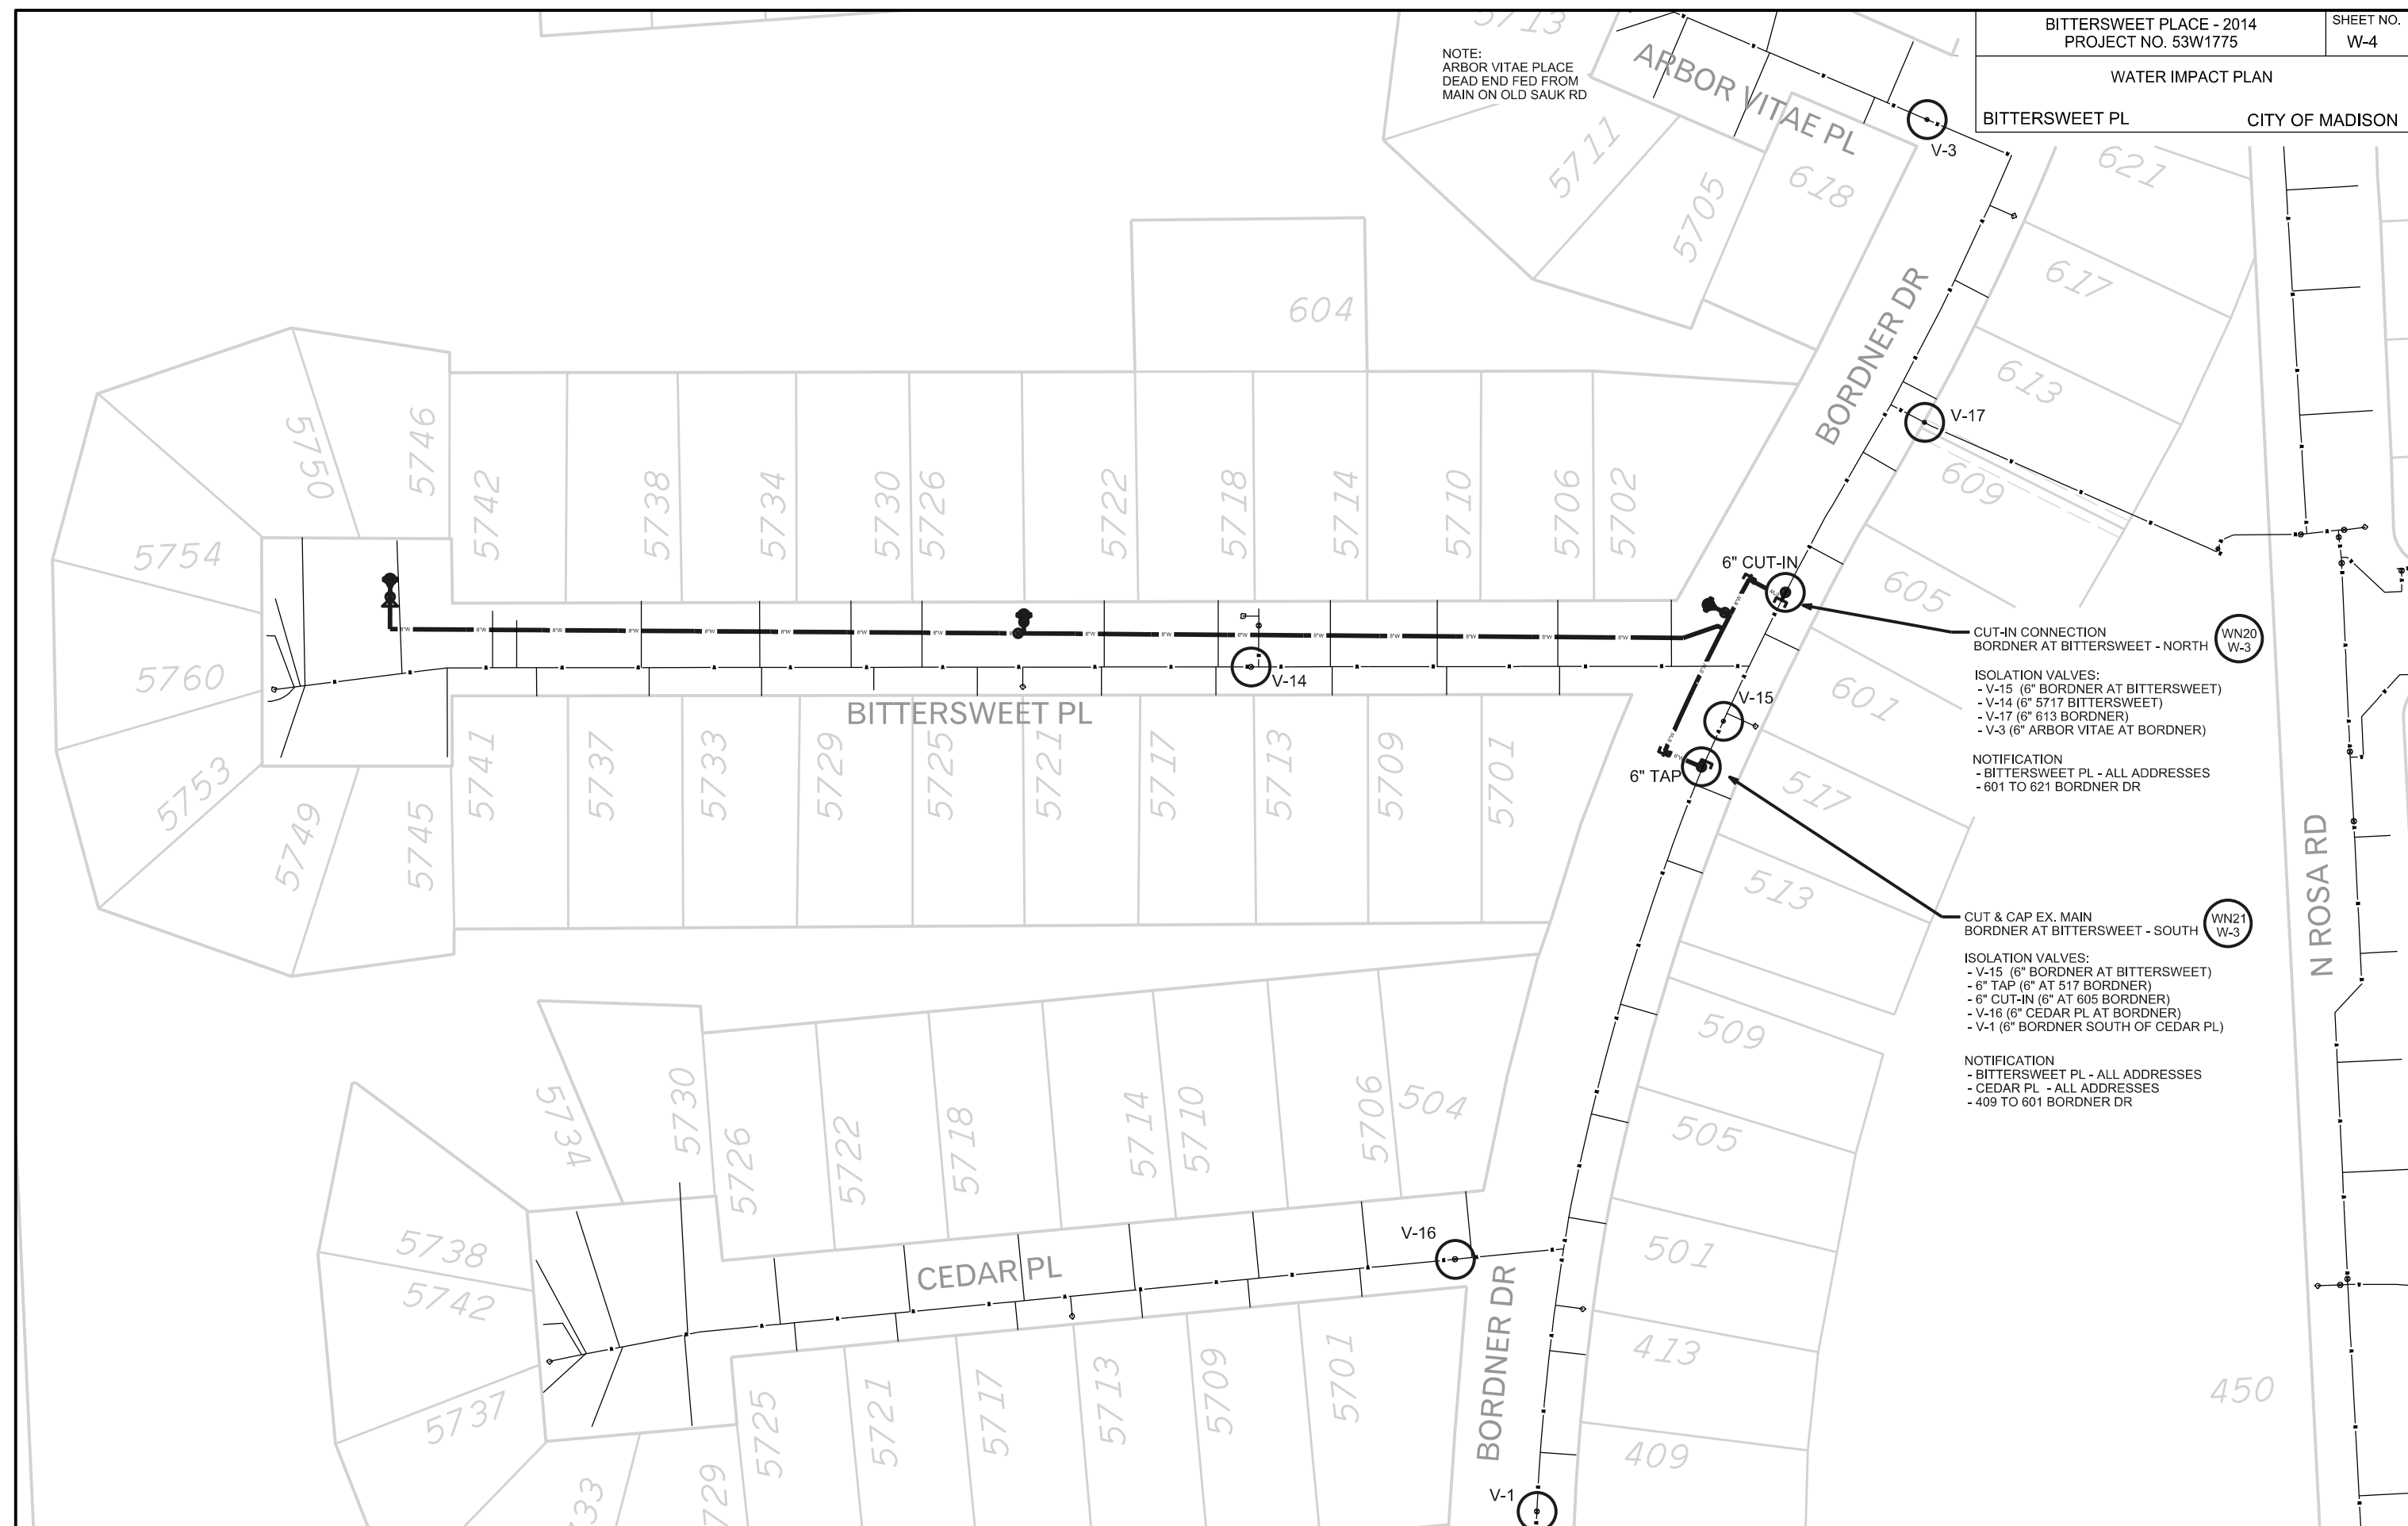 BITTERSWEET PLACE - 2014
PROJECT NO. 53W1775
SHEET NO.
W-4
WATER IMPACT PLAN
BITTERSWEET PL
CITY OF MADISON
NOTE:
ARBOR VITAE PLACE
DEAD END FED FROM
MAIN ON OLD SAUK RD
5713
ARBOR VITAE PL
V-3
5711
5705
618
621
617
613
609
605
601
517
513
509
505
501
413
409
450
604
BORDNER DR
V-17
5750
5746
5742
5738
5734
5730
5726
5722
5718
5714
5710
5706
5702
5754
5760
5753
5749
5745
6" CUT-IN
V-14
V-15
6" TAP
BITTERSWEET PL
8"W
5741
5737
5733
5729
5725
5721
5717
5713
5709
5701
CUT-IN CONNECTION
BORDNER AT BITTERSWEET - NORTH
WN20
W-3
ISOLATION VALVES:
- V-15 (6" BORDNER AT BITTERSWEET)
- V-14 (6" 5717 BITTERSWEET)
- V-17 (6" 613 BORDNER)
- V-3 (6" ARBOR VITAE AT BORDNER)
NOTIFICATION
- BITTERSWEET PL - ALL ADDRESSES
- 601 TO 621 BORDNER DR
CUT & CAP EX. MAIN
BORDNER AT BITTERSWEET - SOUTH
WN21
W-3
ISOLATION VALVES:
- V-15 (6" BORDNER AT BITTERSWEET)
- 6" TAP (6" AT 517 BORDNER)
- 6" CUT-IN (6" AT 605 BORDNER)
- V-16 (6" CEDAR PL AT BORDNER)
- V-1 (6" BORDNER SOUTH OF CEDAR PL)
NOTIFICATION
- BITTERSWEET PL - ALL ADDRESSES
- CEDAR PL - ALL ADDRESSES
- 409 TO 601 BORDNER DR
N ROSA RD
5734
5730
5726
5722
5718
5714
5710
5706
504
5738
5742
5737
V-16
CEDAR PL
BORDNER DR
5725
5721
5717
5713
5709
5701
33
729
V-1